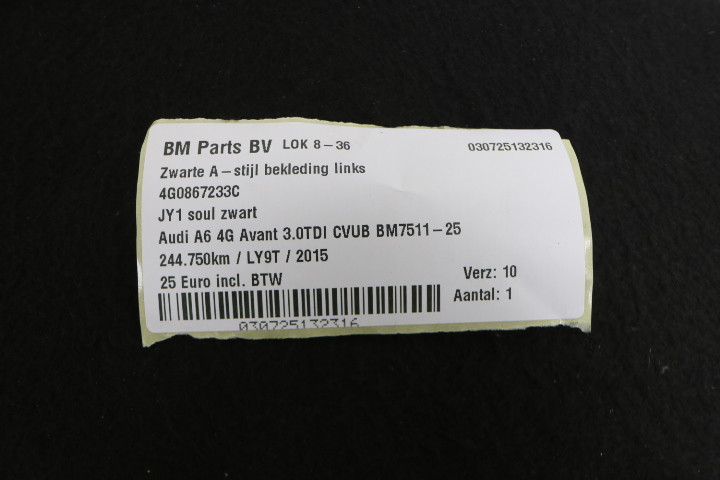 BM Parts BV LOK 8-36 030725132316
Zwarte A-stijl bekleding links
4G0867233C
JY1 soul zwart
Audi A6 4G Avant 3.0TDI CVUB BM7511-25
244.750km / LY9T / 2015
25 Euro incl. BTW Verz: 10
Aantal: 1
030725132316